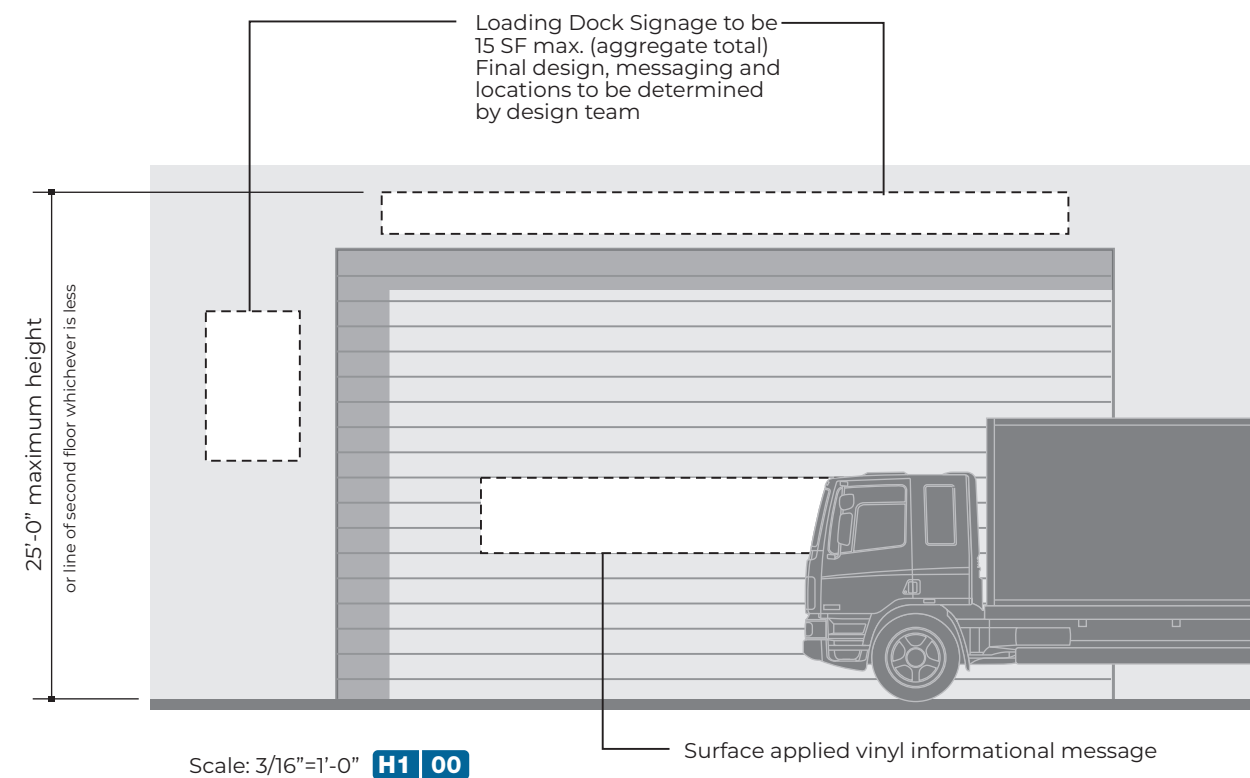 Loading Dock Signage to be
15 SF max. (aggregate total)
Final design, messaging and
locations to be determined
by design team
25’-0” maximum height
or line of second floor whichever is less
Surface applied vinyl informational message
Scale: 3/16”=1’-0” H1 00